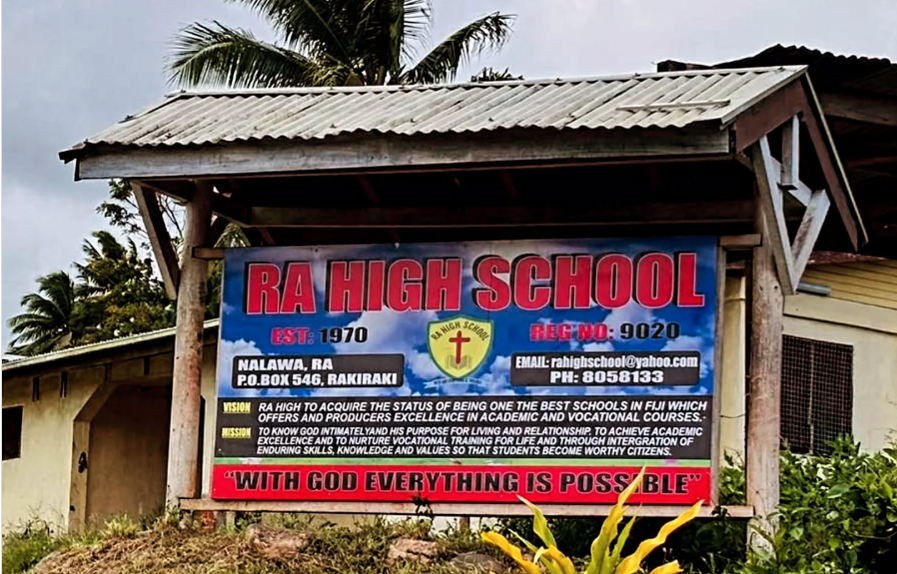 RA HIGH SCHOOL
EST: 1970
REG NO: 9020
RA HIGH SCHOOL
NALAWA, RA
P.O.BOX 546, RAKIRAKI
EMAIL: rahighschool@yahoo.com
PH: 8058133
VISION RA HIGH TO ACQUIRE THE STATUS OF BEING ONE THE BEST SCHOOLS IN FIJI WHICH
OFFERS AND PRODUCERS EXCELLENCE IN ACADEMIC AND VOCATIONAL COURSES.
MISSION TO KNOW GOD INTIMATELYAND HIS PURPOSE FOR LIVING AND RELATIONSHIP, TO ACHIEVE ACADEMIC
EXCELLENCE AND TO NURTURE VOCATIONAL TRAINING FOR LIFE AND THROUGH INTERGRATION OF
ENDURING SKILLS, KNOWLEDGE AND VALUES SO THAT STUDENTS BECOME WORTHY CITIZENS.
"WITH GOD EVERYTHING IS POSSIBLE"